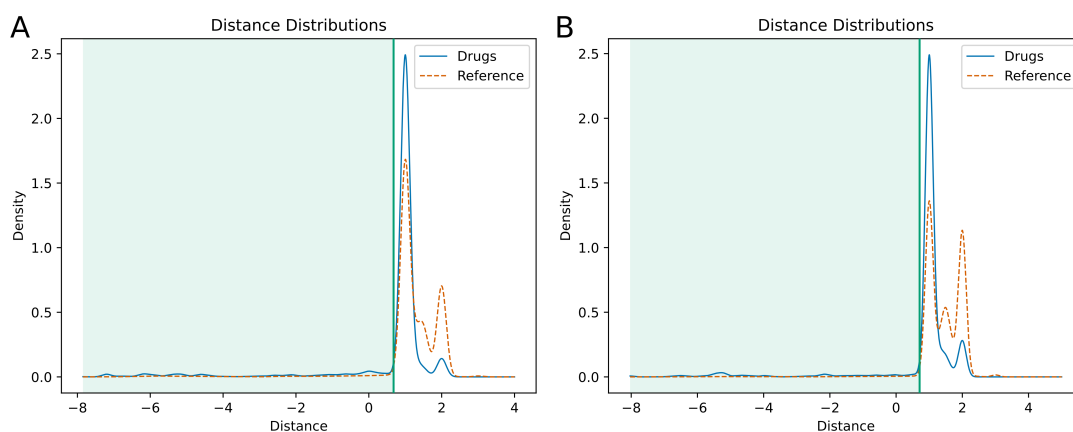 A
Distance Distributions
Drugs
Reference
Density
2.5
2.0
1.5
1.0
0.5
0.0
−8 −6 −4 −2 0 2 4
Distance
B
Distance Distributions
Drugs
Reference
Density
2.5
2.0
1.5
1.0
0.5
0.0
−8 −6 −4 −2 0 2 4
Distance